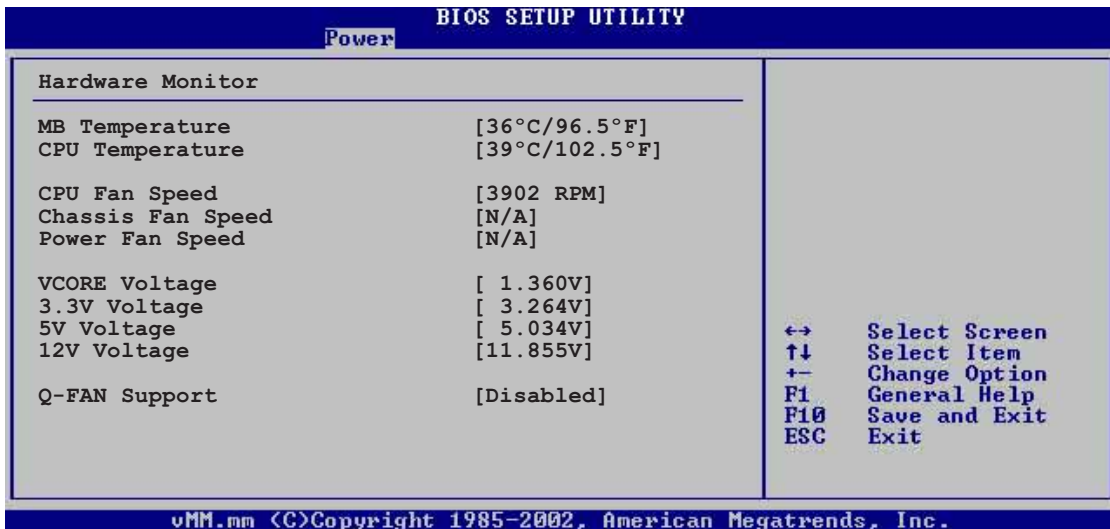 BIOS SETUP UTILITY
Power
Hardware Monitor
MB Temperature [36°C/96.5°F]
CPU Temperature [39°C/102.5°F]
CPU Fan Speed [3902 RPM]
Chassis Fan Speed [N/A]
Power Fan Speed [N/A]
VCORE Voltage [ 1.360V]
3.3V Voltage [ 3.264V]
5V Voltage [ 5.034V]
12V Voltage [11.855V]
Q-FAN Support [Disabled]
←→ Select Screen
↑↓ Select Item
+- Change Option
F1 General Help
F10 Save and Exit
ESC Exit
vMM.mm (C)Copyright 1985-2002, American Megatrends, Inc.